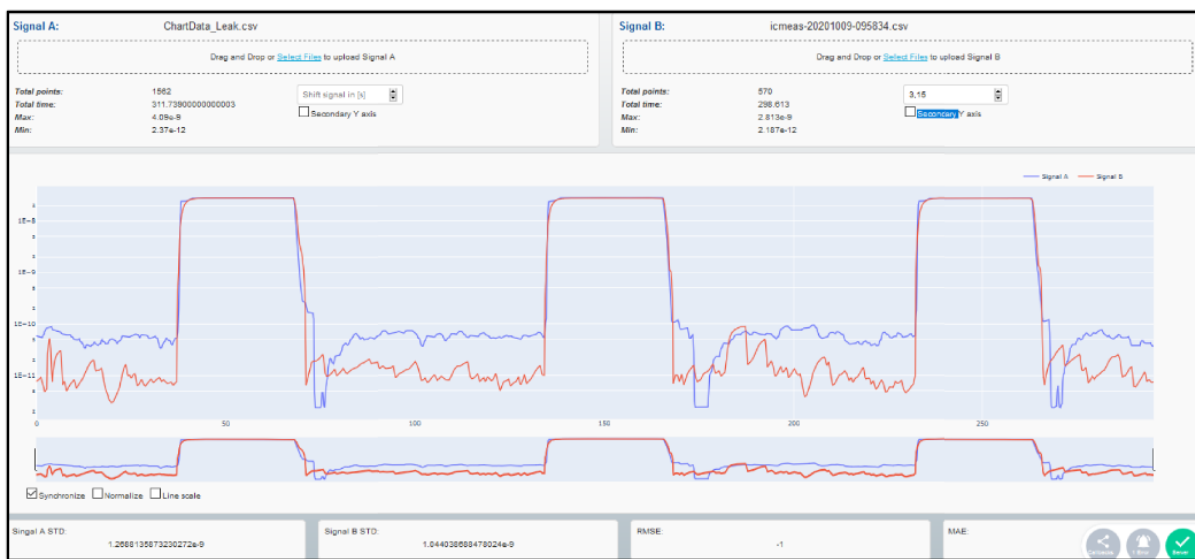 Signal A: ChartData_Leak.csv
Drag and Drop or Select Files to upload Signal A
Total points: 1562
Total time: 311.73900000000003
Max: 4.09e-9
Min: 2.37e-12
Shift signal in [s]
Secondary Y axis
Signal B: icmeas-20201009-095834.csv
Drag and Drop or Select Files to upload Signal B
Total points: 570
Total time: 298.613
Max: 2.813e-9
Min: 2.187e-12
3,15
Secondary Y axis
Signal A Signal B
1E-8
1E-9
1E-10
1E-11
0 50 100 150 200 250
Synchronize Normalize Line scale
Singal A STD:
1.2688135873230272e-9
Signal B STD:
1.044038688478024e-9
RMSE:
-1
MAE:
1 Error
Server